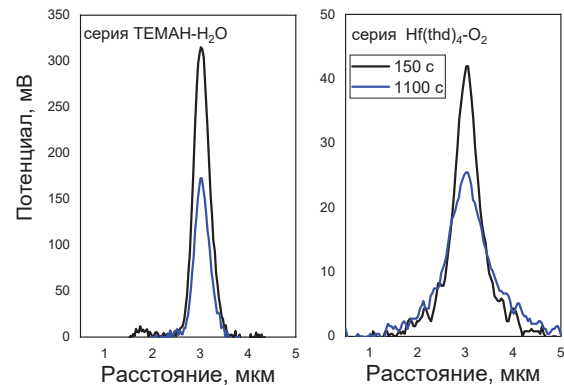 серия TEMAH-H₂O
350
300
250
200
150
100
50
0
1 2 3 4 5
Потенциал, мВ
Расстояние, мкм
серия Hf(thd)₄-O₂
150 с
1100 с
50
40
30
20
10
0
1 2 3 4 5
Расстояние, мкм